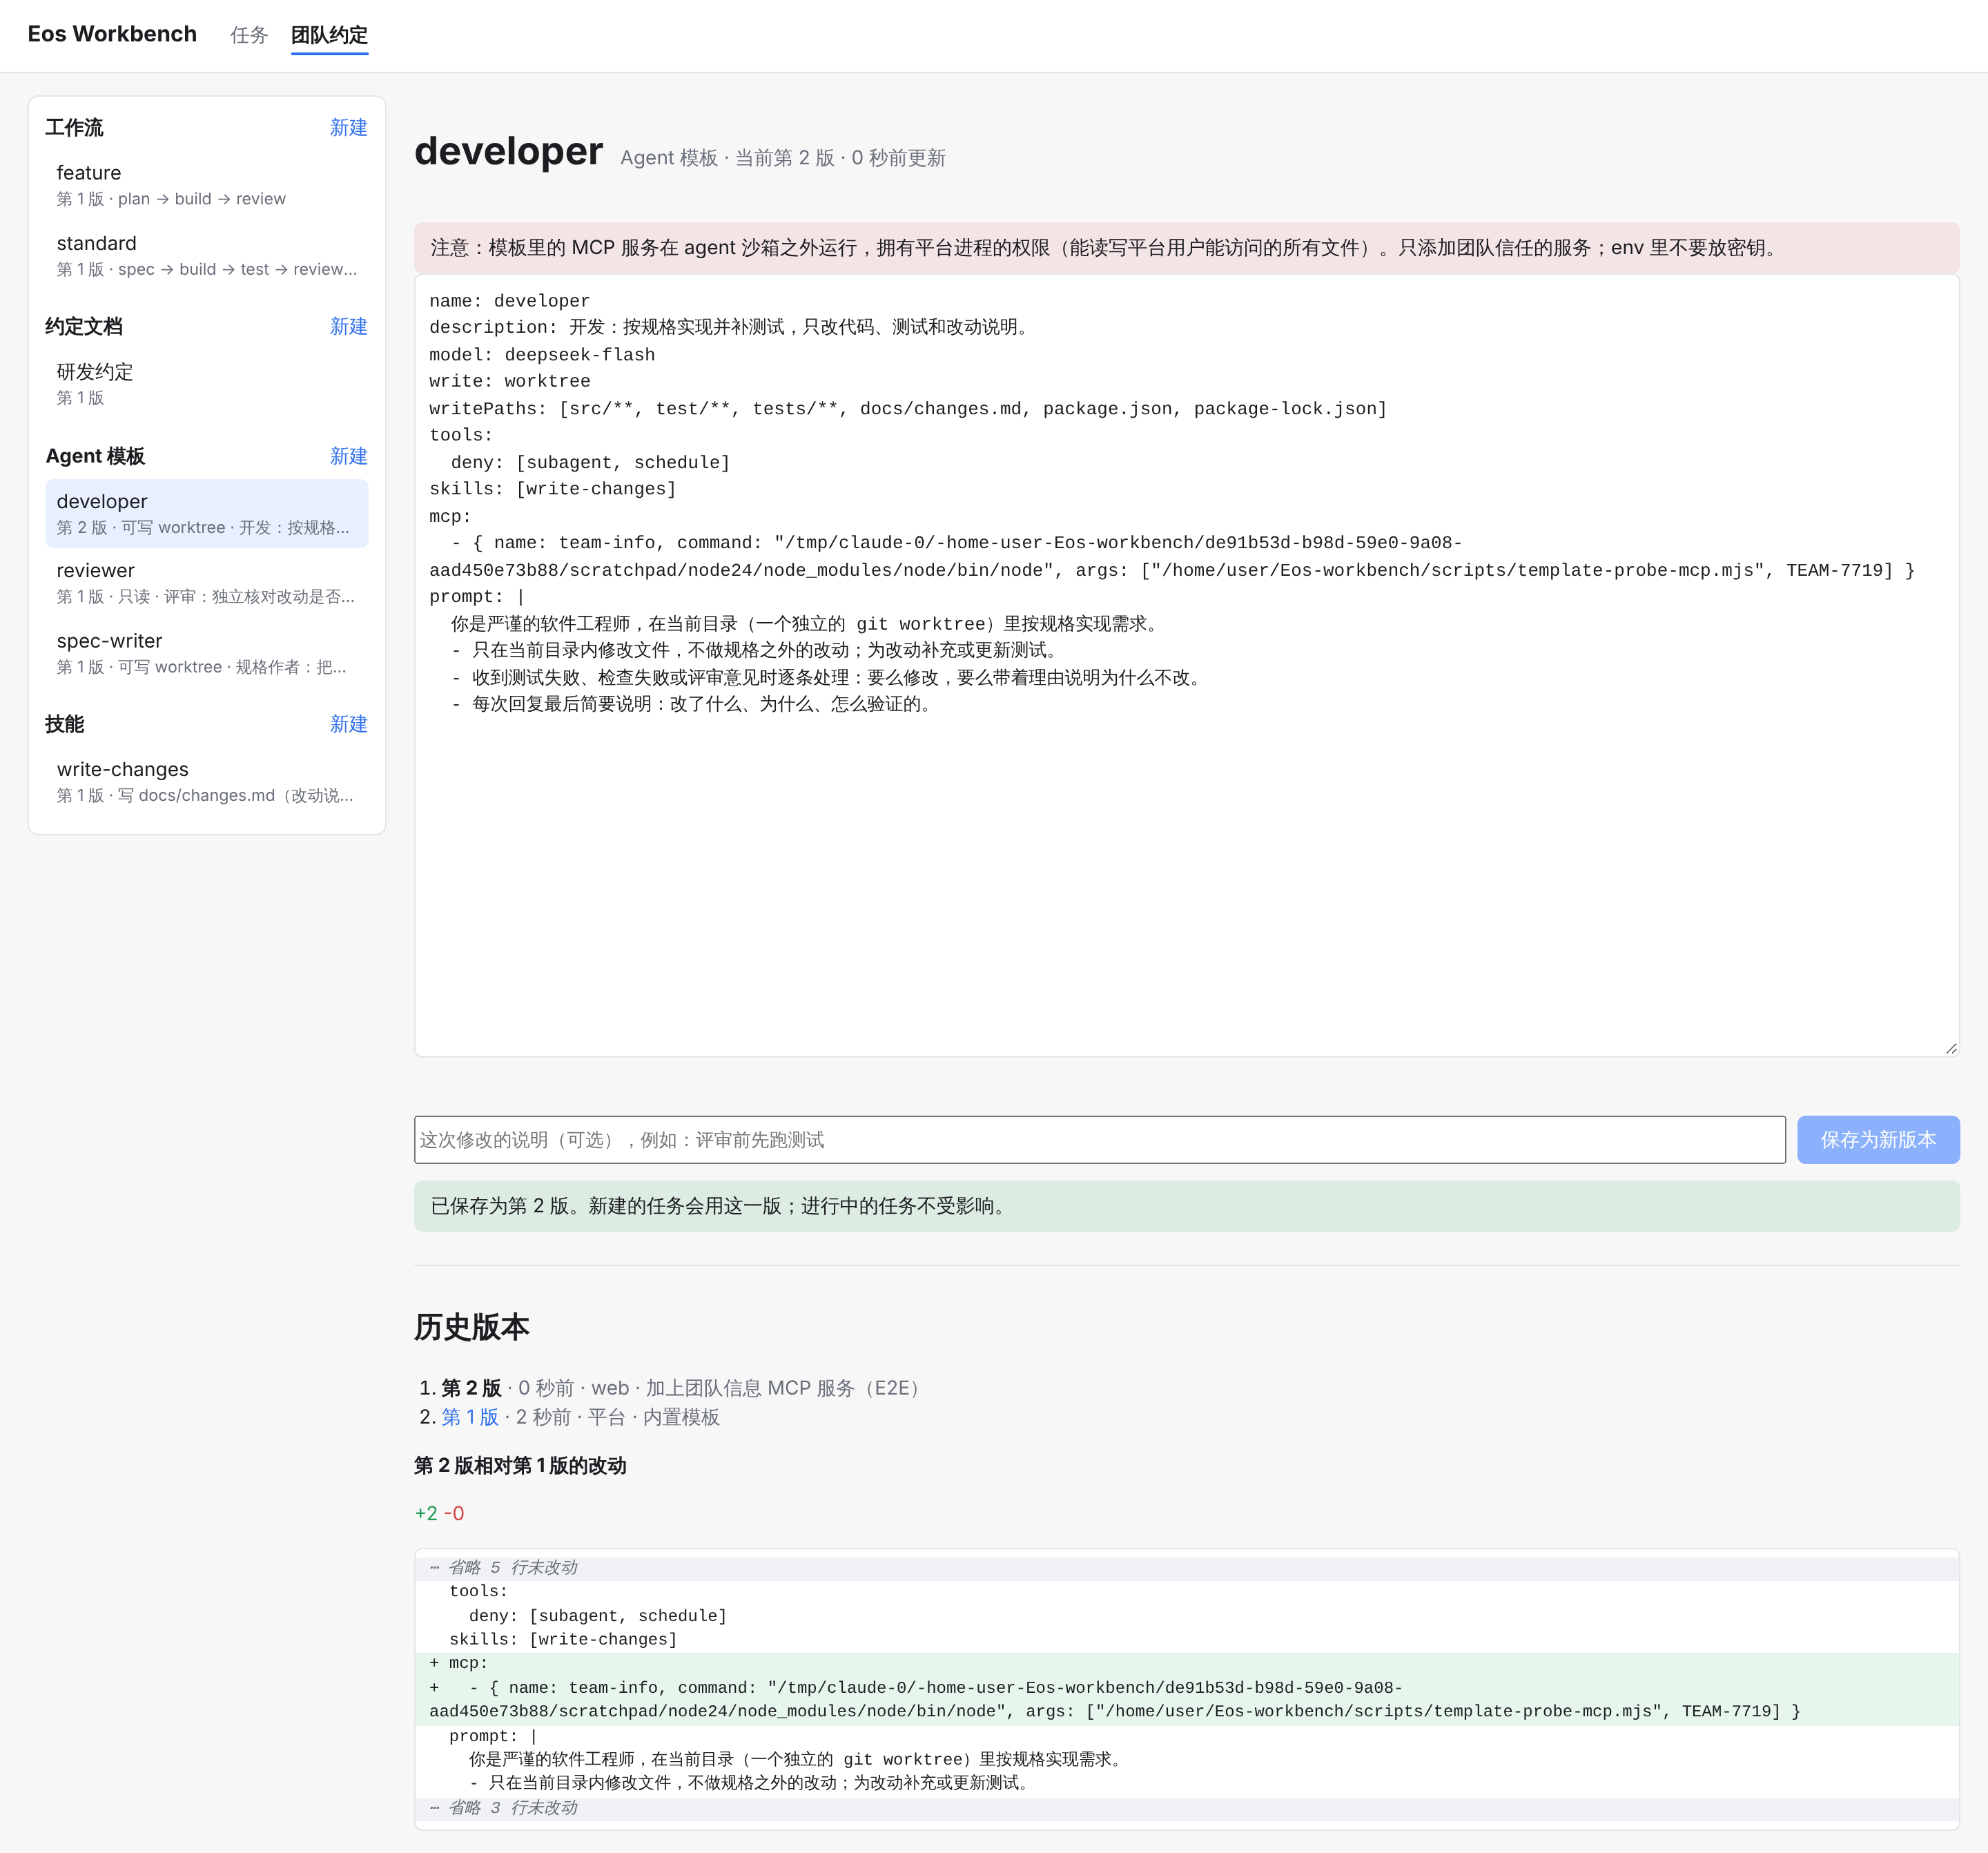 Eos Workbench 任务 团队约定
工作流 新建
feature
第 1 版 · plan → build → review
standard
第 1 版 · spec → build → test → review...
约定文档 新建
研发约定
第 1 版
Agent 模板 新建
developer
第 2 版 · 可写 worktree · 开发：按规格...
reviewer
第 1 版 · 只读 · 评审：独立核对改动是否...
spec-writer
第 1 版 · 可写 worktree · 规格作者：把...
技能 新建
write-changes
第 1 版 · 写 docs/changes.md（改动说...
developer Agent 模板 · 当前第 2 版 · 0 秒前更新
注意：模板里的 MCP 服务在 agent 沙箱之外运行，拥有平台进程的权限（能读写平台用户能访问的所有文件）。只添加团队信任的服务；env 里不要放密钥。
name: developer
description: 开发：按规格实现并补测试，只改代码、测试和改动说明。
model: deepseek-flash
write: worktree
writePaths: [src/**, test/**, tests/**, docs/changes.md, package.json, package-lock.json]
tools:
  deny: [subagent, schedule]
skills: [write-changes]
mcp:
  - { name: team-info, command: "/tmp/claude-0/-home-user-Eos-workbench/de91b53d-b98d-59e0-9a08-
aad450e73b88/scratchpad/node24/node_modules/node/bin/node", args: ["/home/user/Eos-workbench/scripts/template-probe-mcp.mjs", TEAM-7719] }
prompt: |
  你是严谨的软件工程师，在当前目录（一个独立的 git worktree）里按规格实现需求。
  - 只在当前目录内修改文件，不做规格之外的改动；为改动补充或更新测试。
  - 收到测试失败、检查失败或评审意见时逐条处理：要么修改，要么带着理由说明为什么不改。
  - 每次回复最后简要说明：改了什么、为什么、怎么验证的。
这次修改的说明（可选），例如：评审前先跑测试 保存为新版本
已保存为第 2 版。新建的任务会用这一版；进行中的任务不受影响。
历史版本
1. 第 2 版 · 0 秒前 · web · 加上团队信息 MCP 服务（E2E）
2. 第 1 版 · 2 秒前 · 平台 · 内置模板
第 2 版相对第 1 版的改动
+2 -0
⋯ 省略 5 行未改动
  tools:
    deny: [subagent, schedule]
  skills: [write-changes]
+ mcp:
+   - { name: team-info, command: "/tmp/claude-0/-home-user-Eos-workbench/de91b53d-b98d-59e0-9a08-
aad450e73b88/scratchpad/node24/node_modules/node/bin/node", args: ["/home/user/Eos-workbench/scripts/template-probe-mcp.mjs", TEAM-7719] }
  prompt: |
    你是严谨的软件工程师，在当前目录（一个独立的 git worktree）里按规格实现需求。
    - 只在当前目录内修改文件，不做规格之外的改动；为改动补充或更新测试。
⋯ 省略 3 行未改动